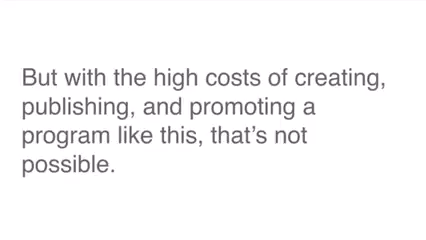 But with the high costs of creating,
publishing, and promoting a
program like this, that’s not
possible.